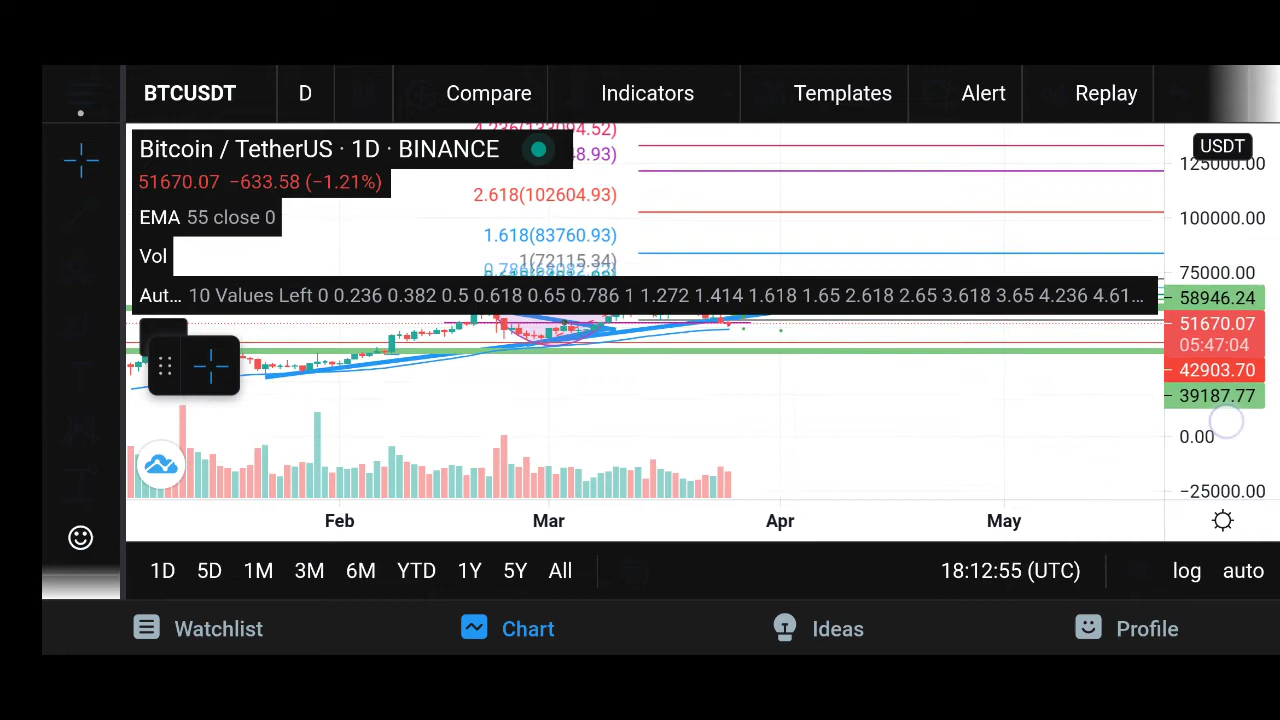 BTCUSDT D Compare Indicators Templates Alert Replay
4.236(133094.52)
Bitcoin / TetherUS · 1D · BINANCE
48.93)
USDT
125000.00
51670.07 −633.58 (−1.21%)
2.618(102604.93)
EMA 55 close 0
100000.00
1.618(83760.93)
Vol
1(72115.34)
75000.00
Aut... 10 Values Left 0 0.236 0.382 0.5 0.618 0.65 0.786 1 1.272 1.414 1.618 1.65 2.618 2.65 3.618 3.65 4.236 4.61...
58946.24
51670.07
05:47:04
42903.70
39187.77
0.00
−25000.00
Feb Mar Apr May
1D 5D 1M 3M 6M YTD 1Y 5Y All 18:12:55 (UTC) log auto
Watchlist Chart Ideas Profile